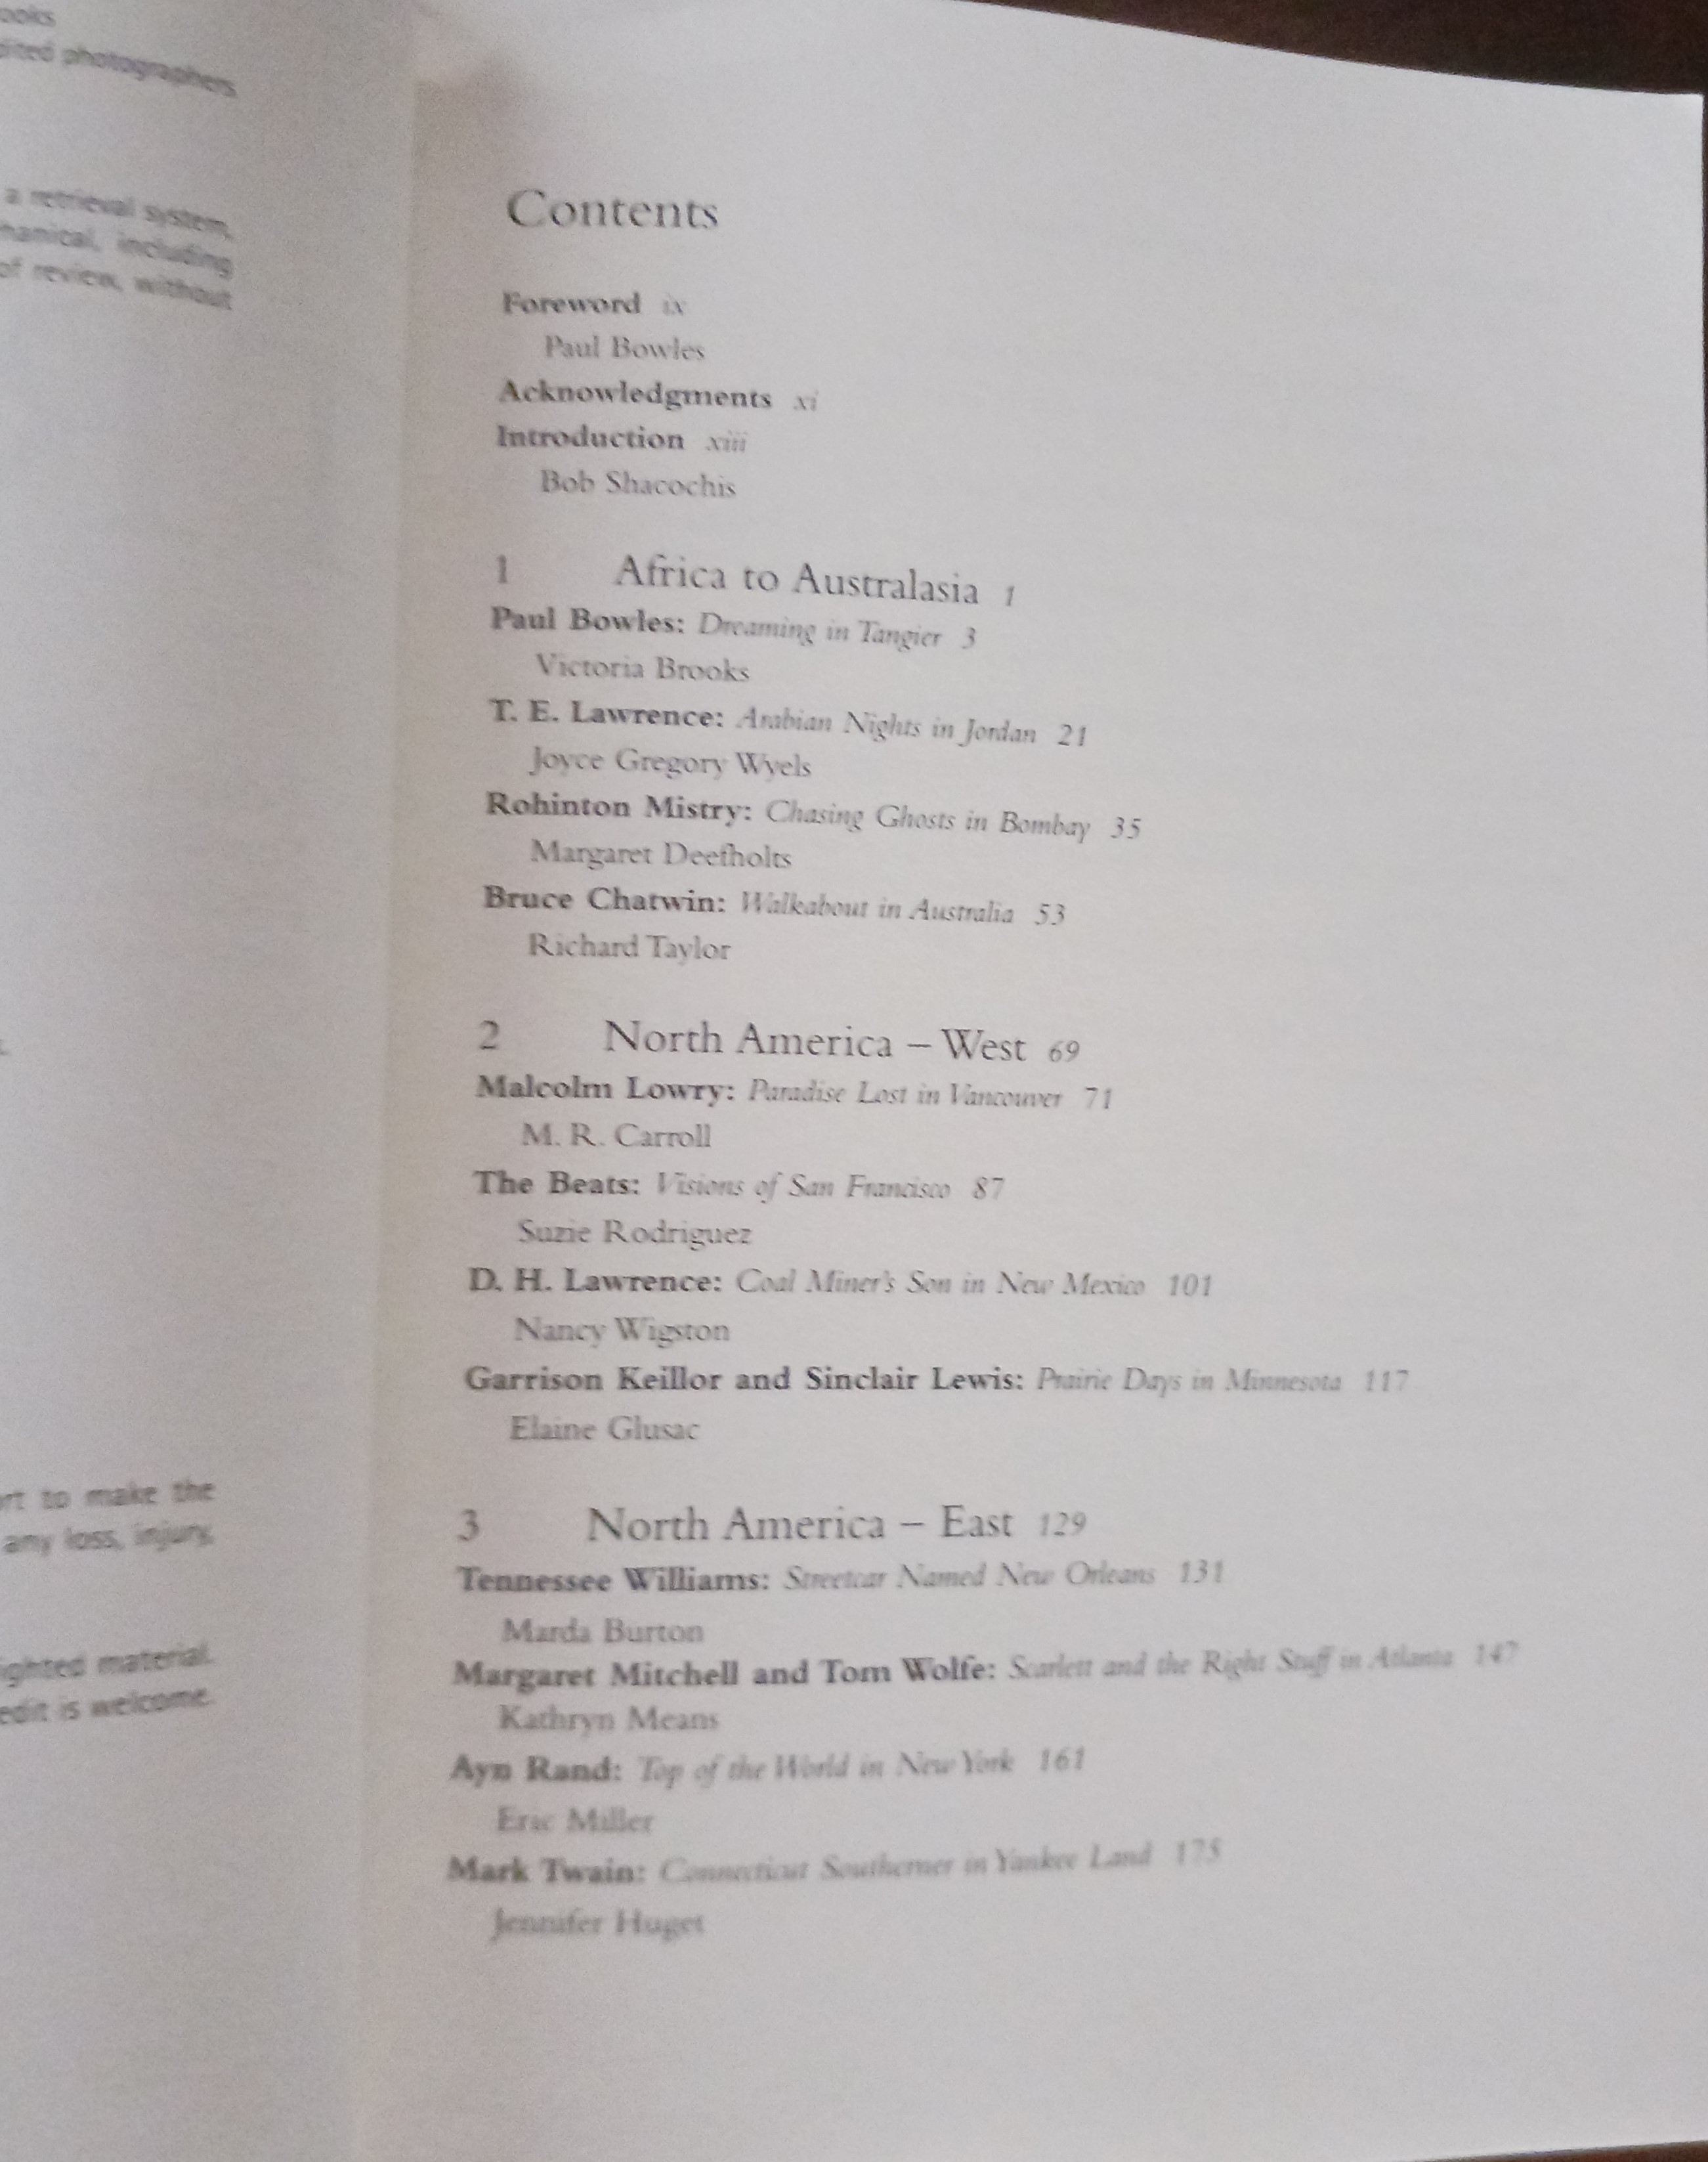 ooks
photographers
a retrieval system,
including
of review, without
rt to make the
any loss, injury,
ighted material.
edit is welcome.
Contents
Foreword ix
Paul Bowles
Acknowledgments xi
Introduction xiii
Bob Shacochis
1 Africa to Australasia 1
Paul Bowles: Dreaming in Tangier 3
Victoria Brooks
T. E. Lawrence: Arabian Nights in Jordan 21
Joyce Gregory Wyels
Rohinton Mistry: Chasing Ghosts in Bombay 35
Margaret Deefholts
Bruce Chatwin: Walkabout in Australia 53
Richard Taylor
2 North America – West 69
Malcolm Lowry: Paradise Lost in Vancouver 71
M. R. Carroll
The Beats: Visions of San Francisco 87
Suzie Rodriguez
D. H. Lawrence: Coal Miner's Son in New Mexico 101
Nancy Wigston
Garrison Keillor and Sinclair Lewis: Prairie Days in Minnesota 117
Elaine Glusac
3 North America – East 129
Tennessee Williams: Streetcar Named New Orleans 131
Marda Burton
Margaret Mitchell and Tom Wolfe: Scarlett and the Right Stuff in Atlanta 147
Kathryn Means
Ayn Rand: Top of the World in New York 161
Eric Miller
Mark Twain: Connecticut Southerner in Yankee Land 175
Jennifer Huget